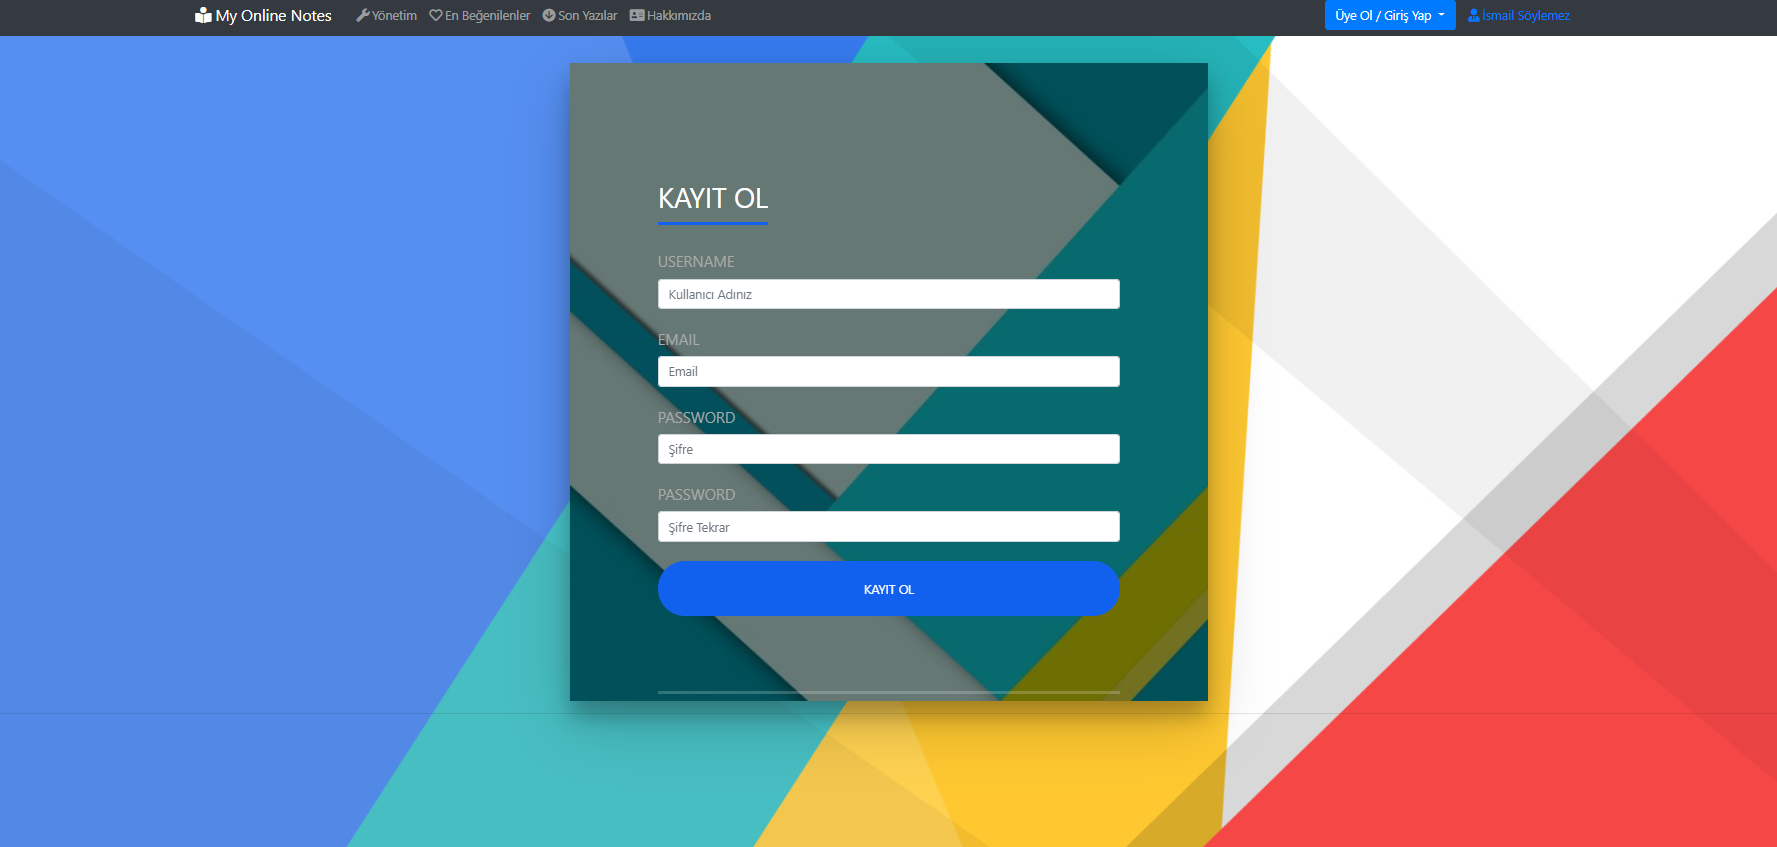 My Online Notes Yönetim En Beğenilenler Son Yazılar Hakkımızda Üye Ol / Giriş Yap İsmail Söylemez
KAYIT OL
USERNAME
Kullanıcı Adınız
EMAIL
Email
PASSWORD
Şifre
PASSWORD
Şifre Tekrar
KAYIT OL